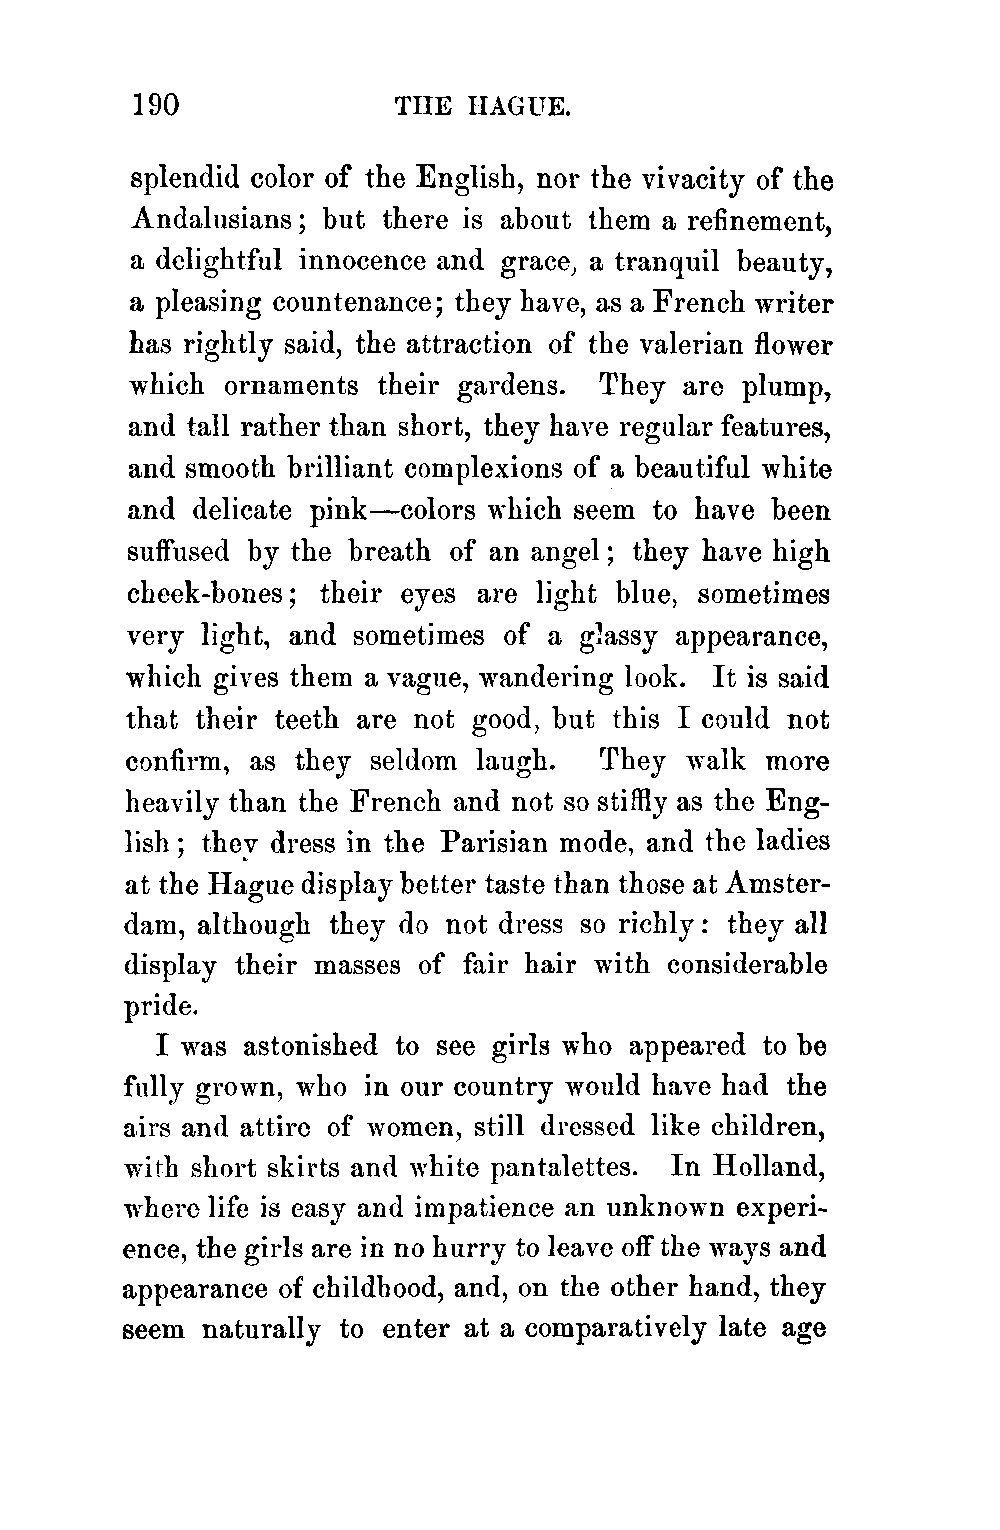 190 THE HAGUE.
splendid color of the English, nor the vivacity of the
Andalusians; but there is about them a refinement,
a delightful innocence and grace, a tranquil beauty,
a pleasing countenance; they have, as a French writer
has rightly said, the attraction of the valerian flower
which ornaments their gardens. They are plump,
and tall rather than short, they have regular features,
and smooth brilliant complexions of a beautiful white
and delicate pink—colors which seem to have been
suffused by the breath of an angel; they have high
cheek-bones; their eyes are light blue, sometimes
very light, and sometimes of a glassy appearance,
which gives them a vague, wandering look. It is said
that their teeth are not good, but this I could not
confirm, as they seldom laugh. They walk more
heavily than the French and not so stiffly as the Eng-
lish; they dress in the Parisian mode, and the ladies
at the Hague display better taste than those at Amster-
dam, although they do not dress so richly: they all
display their masses of fair hair with considerable
pride.
I was astonished to see girls who appeared to be
fully grown, who in our country would have had the
airs and attire of women, still dressed like children,
with short skirts and white pantalettes. In Holland,
where life is easy and impatience an unknown experi-
ence, the girls are in no hurry to leave off the ways and
appearance of childhood, and, on the other hand, they
seem naturally to enter at a comparatively late age